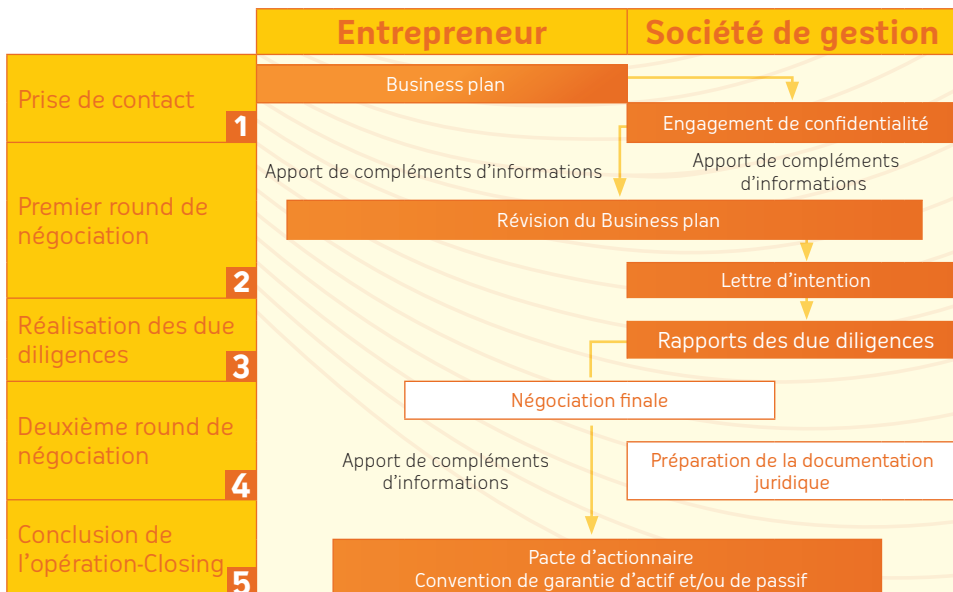 Entrepreneur
Société de gestion
Prise de contact
1
Business plan
Engagement de confidentialité
Premier round de
négociation
2
Apport de compléments d'informations
Apport de compléments
d'informations
Révision du Business plan
Lettre d'intention
Réalisation des due
diligences
3
Rapports des due diligences
Deuxième round de
négociation
4
Négociation finale
Apport de compléments
d'informations
Préparation de la documentation
juridique
Conclusion de
l'opération-Closing
5
Pacte d'actionnaire
Convention de garantie d'actif et/ou de passif